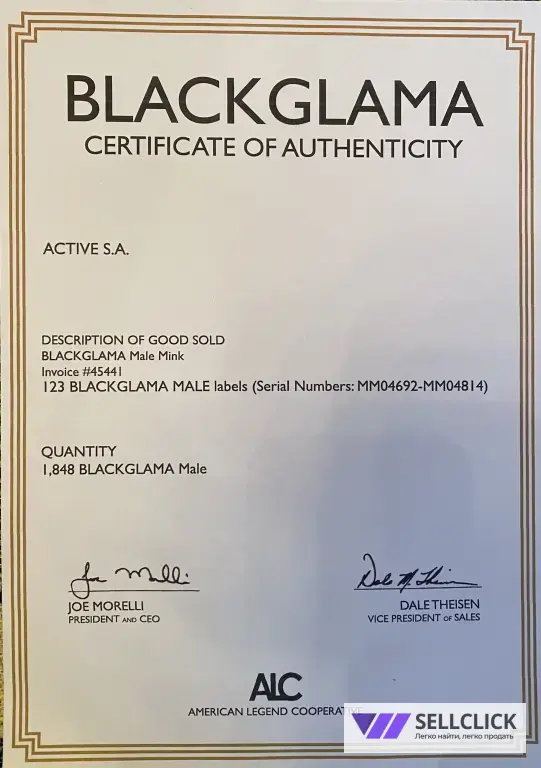 BLACKGLAMA
CERTIFICATE OF AUTHENTICITY
ACTIVE S.A.
DESCRIPTION OF GOOD SOLD
BLACKGLAMA Male Mink
Invoice #45441
123 BLACKGLAMA MALE labels (Serial Numbers: MM04692-MM04814)
QUANTITY
1,848 BLACKGLAMA Male
JOE MORELLI
PRESIDENT AND CEO
Dale M. Theisen
DALE THEISEN
VICE PRESIDENT OF SALES
ALC
AMERICAN LEGEND COOPERATIVE
SELLCLICK
Легко найти, легко продать